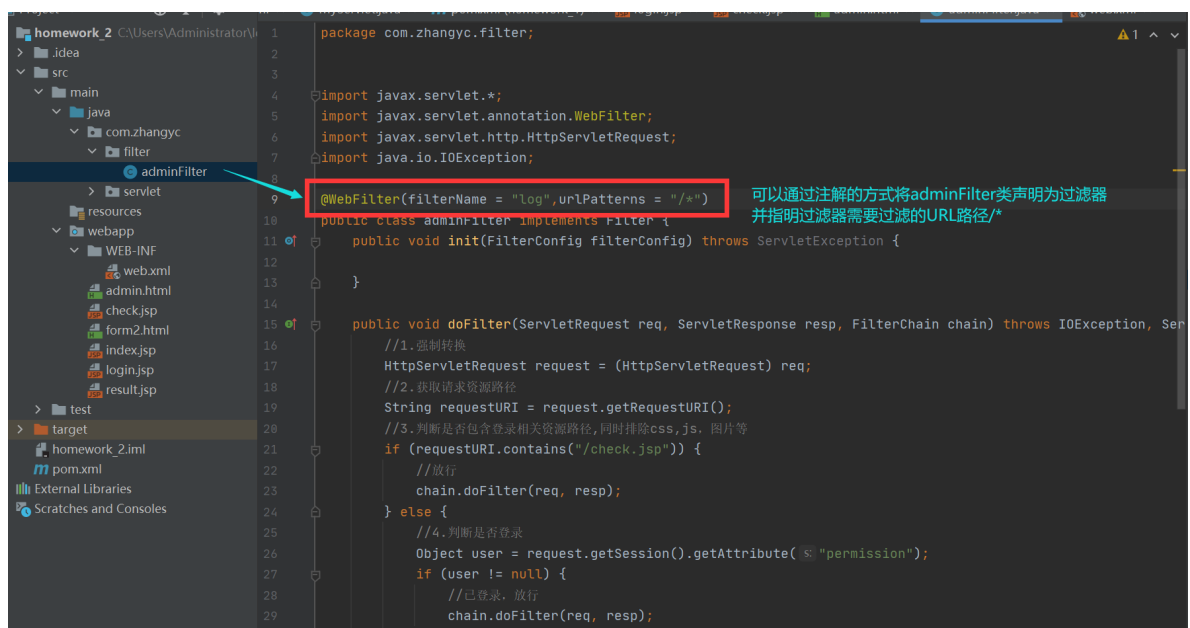 homework_2 C:\Users\Administrator\
.idea
src
main
java
com.zhangyc
filter
adminFilter
servlet
resources
webapp
WEB-INF
web.xml
admin.html
check.jsp
form2.html
index.jsp
login.jsp
result.jsp
test
target
homework_2.iml
pom.xml
External Libraries
Scratches and Consoles
1 package com.zhangyc.filter;
2
3
4 import javax.servlet.*;
5 import javax.servlet.annotation.WebFilter;
6 import javax.servlet.http.HttpServletRequest;
7 import java.io.IOException;
8
9 @WebFilter(filterName = "log",urlPatterns = "/*")
10 public class adminFilter implements Filter {
11 public void init(FilterConfig filterConfig) throws ServletException {
12
13 }
14
15 public void doFilter(ServletRequest req, ServletResponse resp, FilterChain chain) throws IOException, Ser
16 //1.强制转换
17 HttpServletRequest request = (HttpServletRequest) req;
18 //2.获取请求资源路径
19 String requestURI = request.getRequestURI();
20 //3.判断是否包含登录相关资源路径,同时排除css,js. 图片等
21 if (requestURI.contains("/check.jsp")) {
22 //放行
23 chain.doFilter(req, resp);
24 } else {
25 //4.判断是否登录
26 Object user = request.getSession().getAttribute( s: "permission");
27 if (user != null) {
28 //已登录. 放行
29 chain.doFilter(req, resp);
1
可以通过注解的方式将adminFilter类声明为过滤器
并指明过滤器需要过滤的URL路径/*